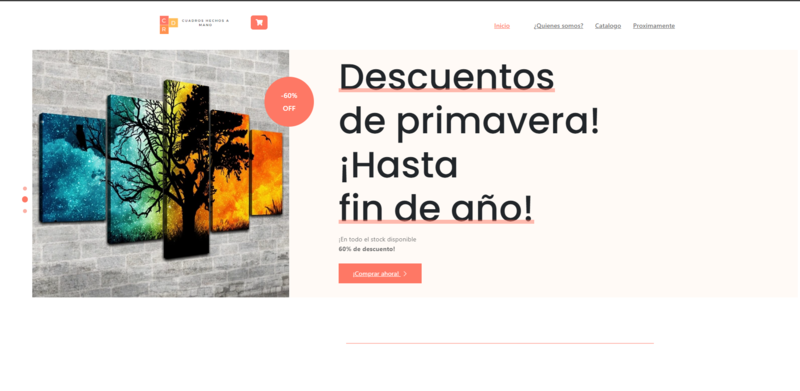 C
D
R
CUADROS HECHOS A
MANO
Inicio
¿Quienes somos?
Catalogo
Proximamente
-60%
OFF
Descuentos
de primavera!
¡Hasta
fin de año!
¡En todo el stock disponible
60% de descuento!
¡Comprar ahora!